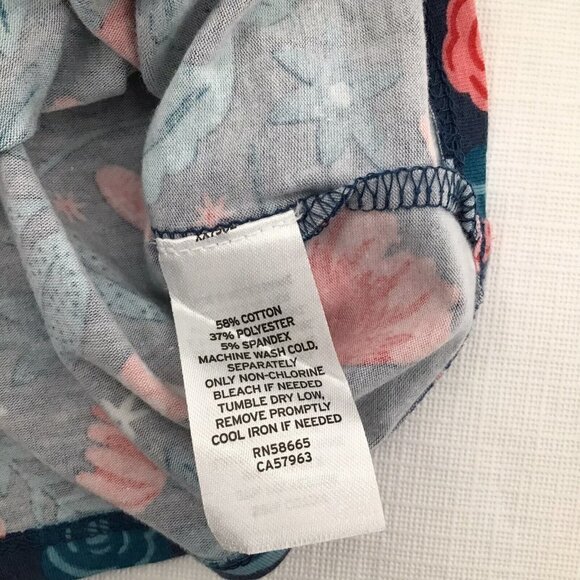 58% COTTON
37% POLYESTER
5% SPANDEX
MACHINE WASH COLD,
SEPARATELY
ONLY NON-CHLORINE
BLEACH IF NEEDED
TUMBLE DRY LOW,
REMOVE PROMPTLY
COOL IRON IF NEEDED
RN58665
CA57963